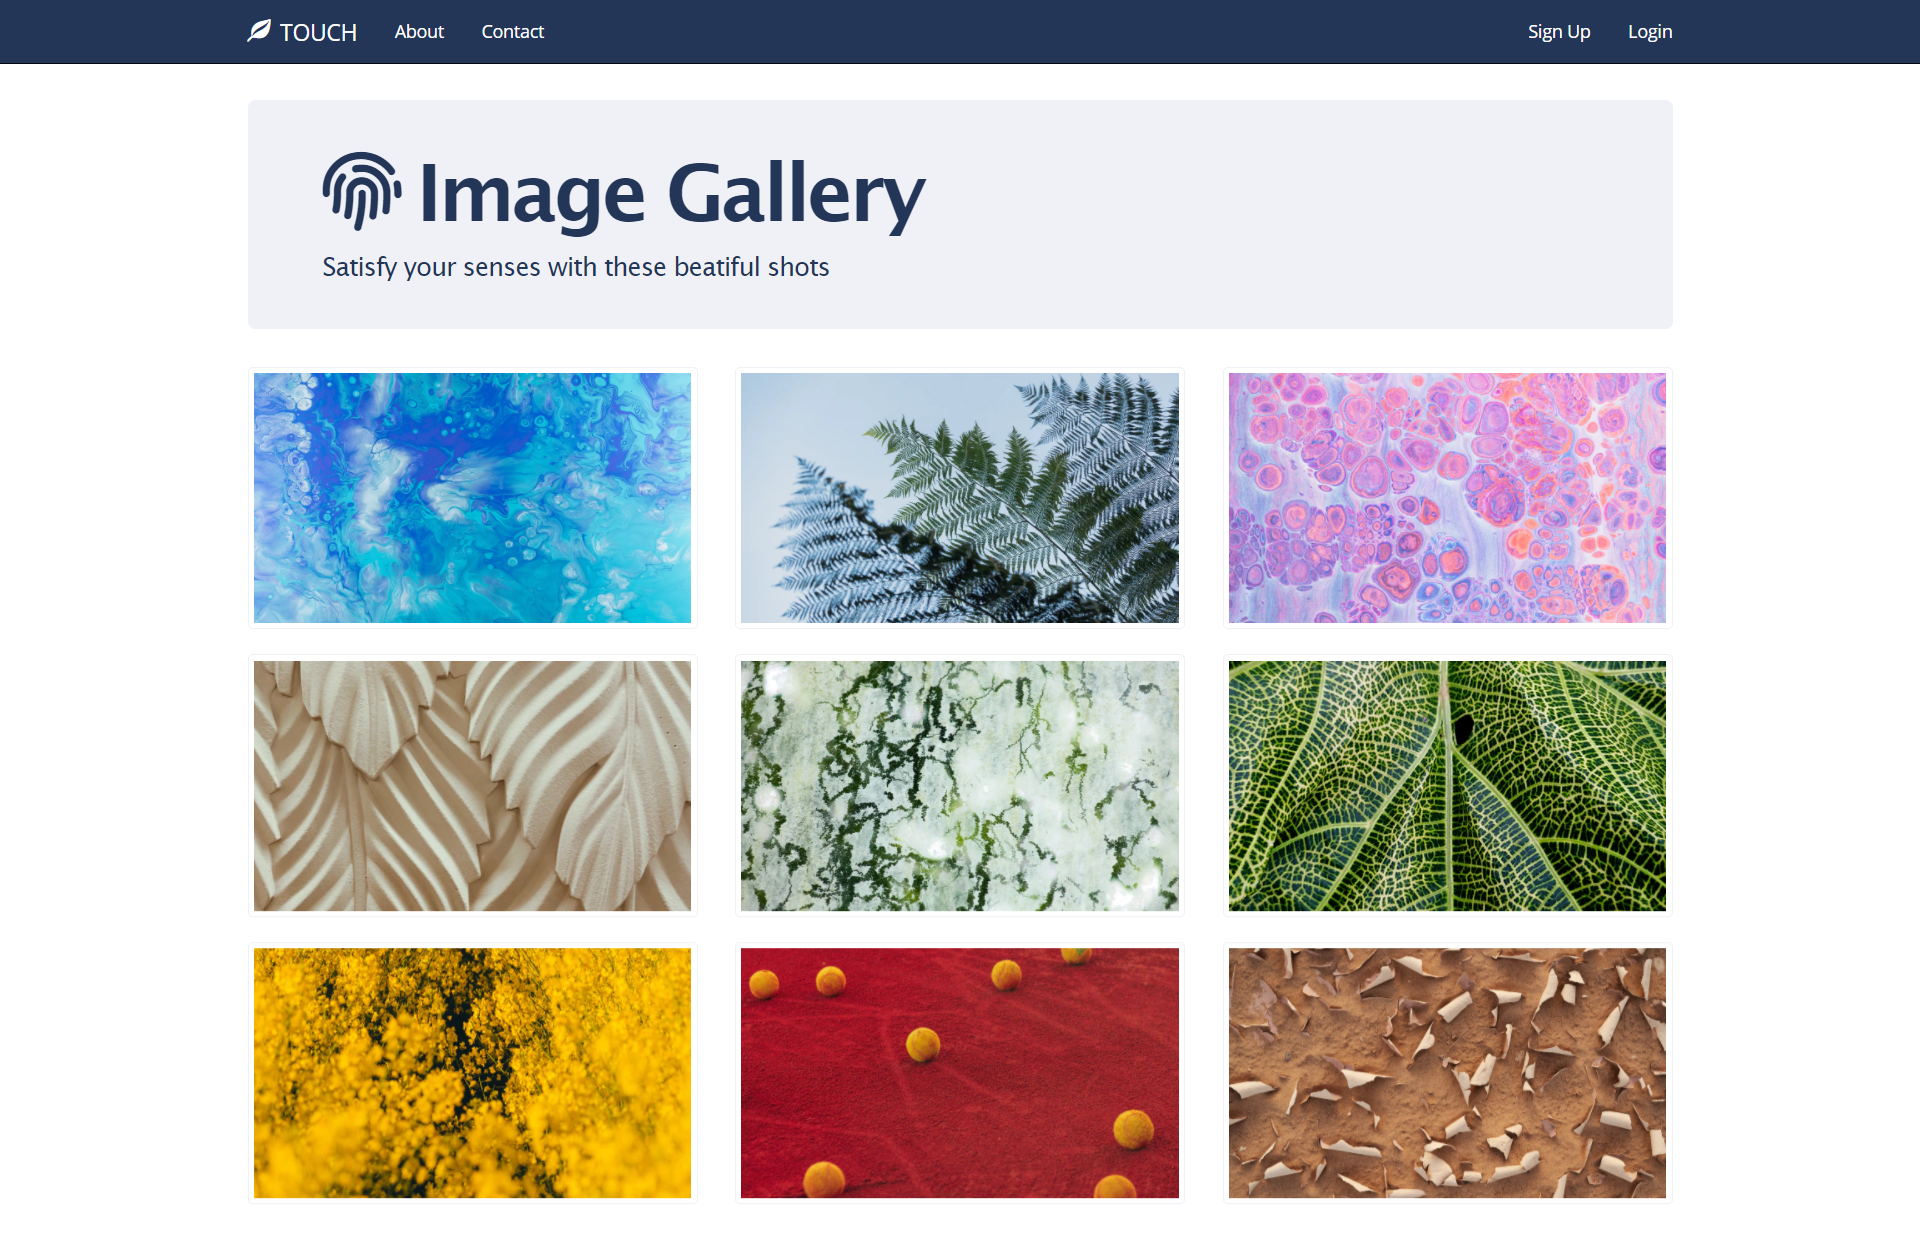 TOUCH About Contact Sign Up Login
Image Gallery
Satisfy your senses with these beatiful shots